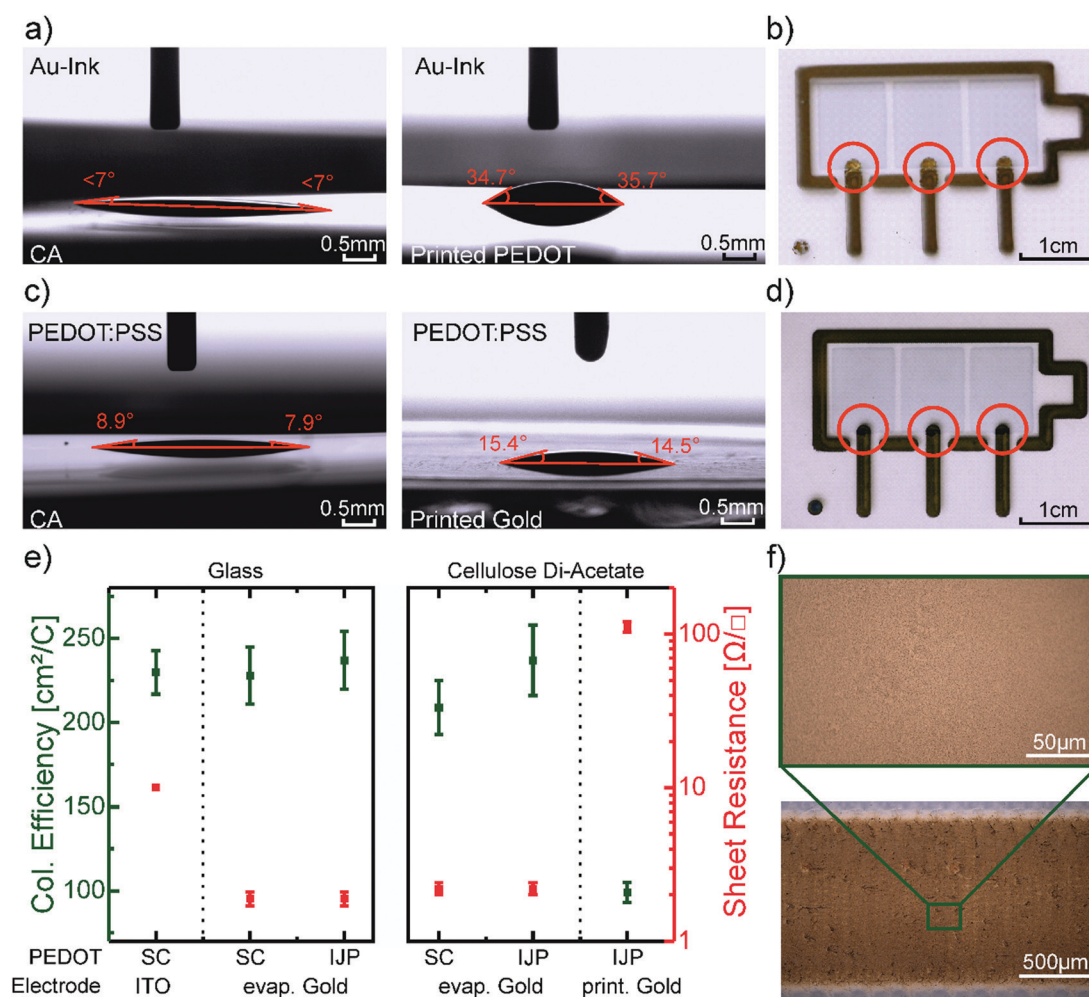 a)
Au-Ink
<7°
<7°
CA
0.5mm
Au-Ink
34.7°
35.7°
Printed PEDOT
0.5mm
b)
1cm
c)
PEDOT:PSS
8.9°
7.9°
CA
0.5mm
PEDOT:PSS
15.4°
14.5°
Printed Gold
0.5mm
d)
1cm
e)
Glass
Cellulose Di-Acetate
Col. Efficiency [cm²/C]
250
200
150
100
Sheet Resistance [Ω/□]
100
10
1
PEDOT SC SC IJP SC IJP IJP
Electrode ITO evap. Gold evap. Gold print. Gold
f)
50µm
500µm